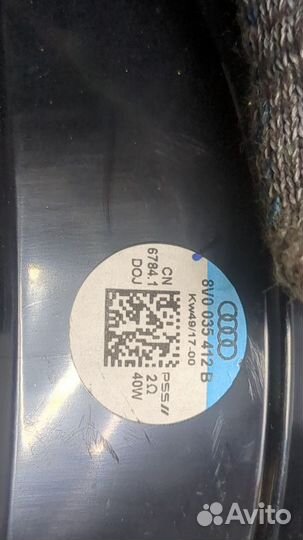 8V0 035 412 B
Kw49/17-00
CN
6784.1
DOJ
PSS//
2Ω
40W
Avito